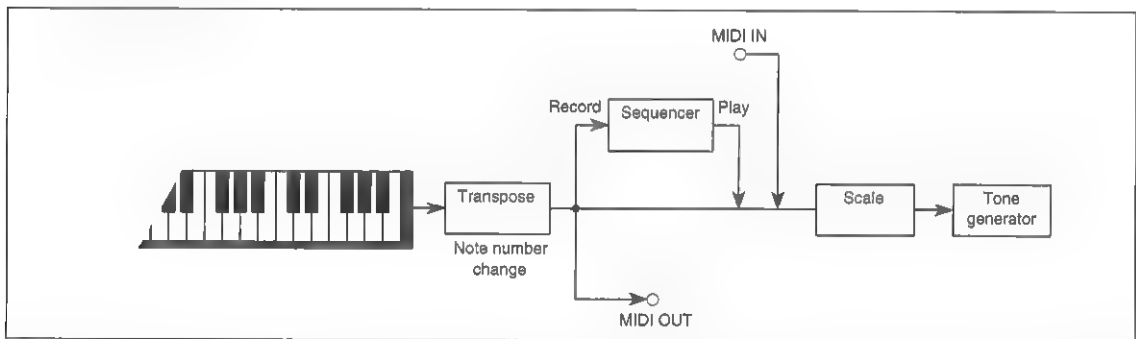 MIDI IN
Record
Sequencer
Play
Transpose
Scale
Tone
generator
Note number
change
MIDI OUT